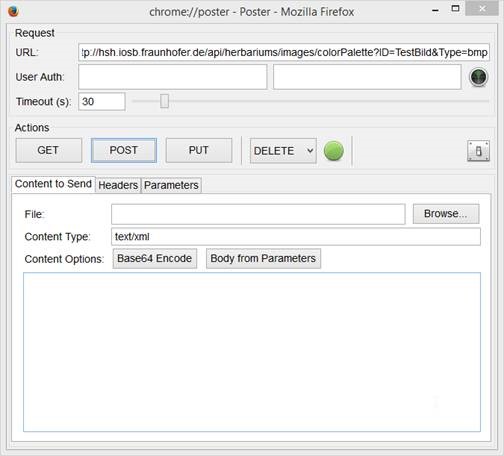 chrome://poster - Poster - Mozilla Firefox
Request
URL: tp://hsh.iosb.fraunhofer.de/api/herbariums/images/colorPalette?ID=TestBild&Type=bmp
User Auth:
Timeout (s): 30
Actions
GET POST PUT DELETE
Content to Send Headers Parameters
File: Browse...
Content Type: text/xml
Content Options: Base64 Encode Body from Parameters